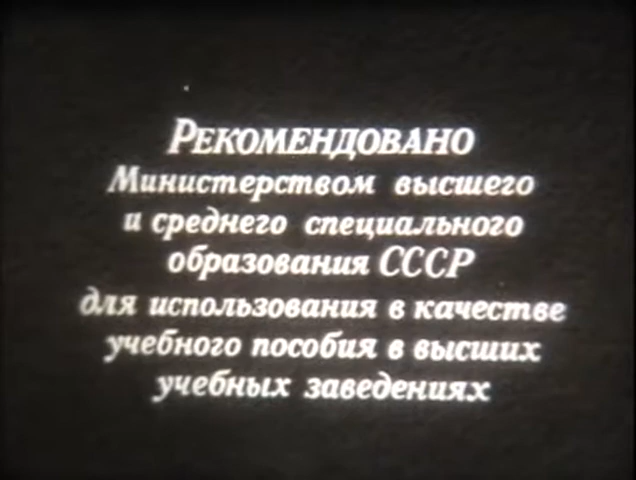 РЕКОМЕНДОВАНО
Министерством высшего
и среднего специального
образования СССР
для использования в качестве
учебного пособия в высших
учебных заведениях